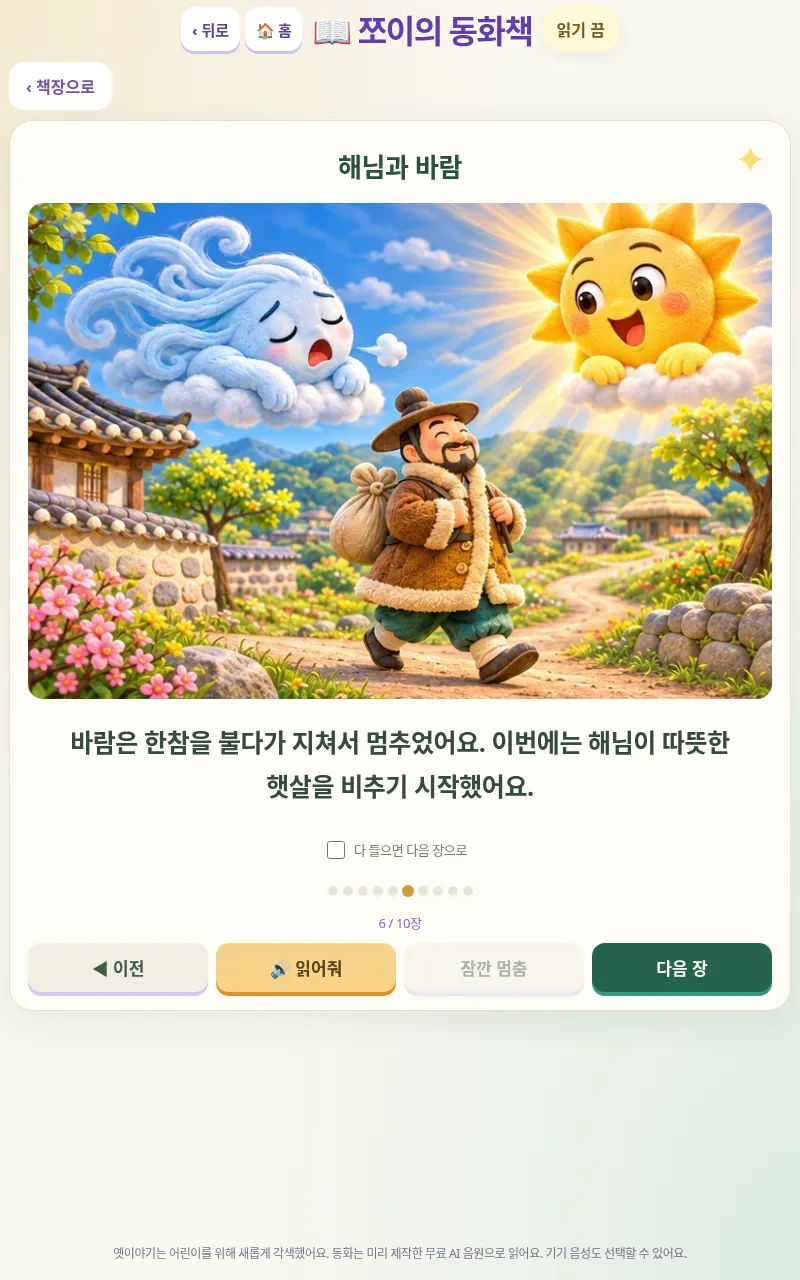 ‹ 뒤로 🏠 홈 📖 쪼이의 동화책 읽기 끝
‹ 책장으로
해님과 바람
바람은 한참을 불다가 지쳐서 멈추었어요. 이번에는 해님이 따뜻한
햇살을 비추기 시작했어요.
다 들으면 다음 장으로
6 / 10장
◀ 이전 🔊 읽어줘 잠깐 멈춤 다음 장
옛이야기는 어린이를 위해 새롭게 각색했어요. 동화는 미리 제작한 무료 AI 음원으로 읽어요. 기기 음성도 선택할 수 있어요.